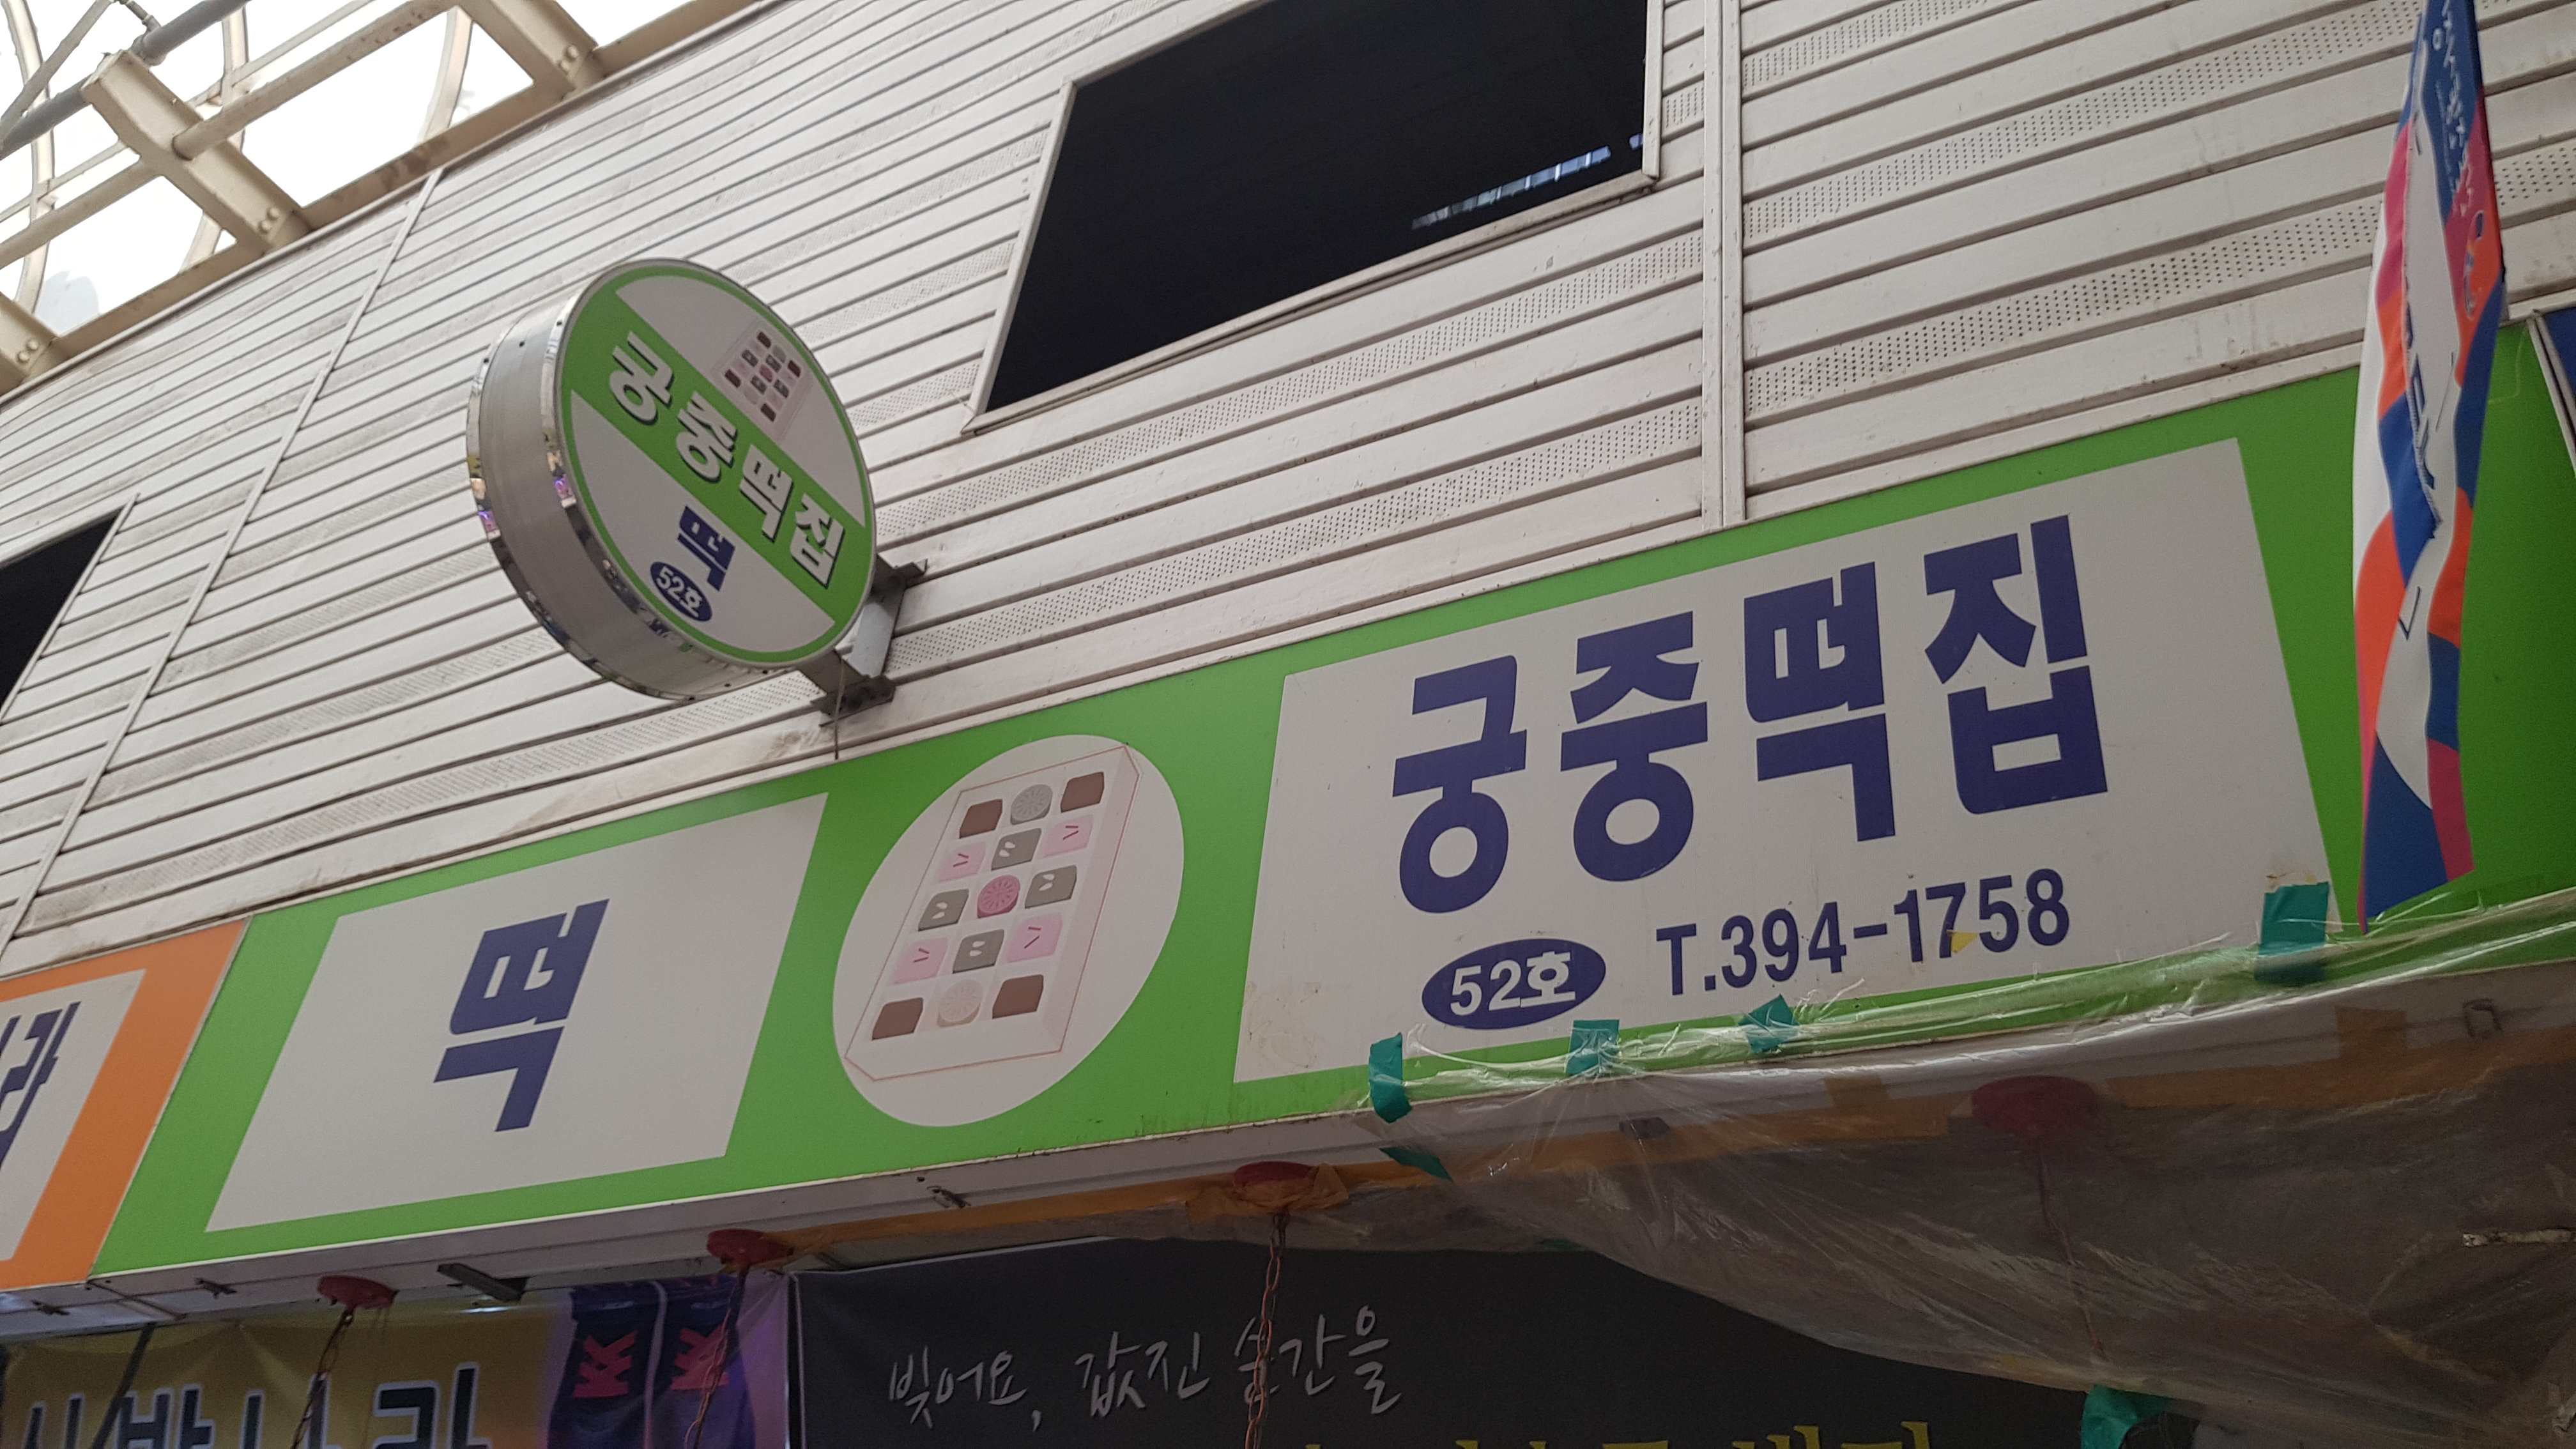 궁중떡집
떡
52호
궁중떡집
떡
52호 T.394-1758
빚어요, 값진 순간을